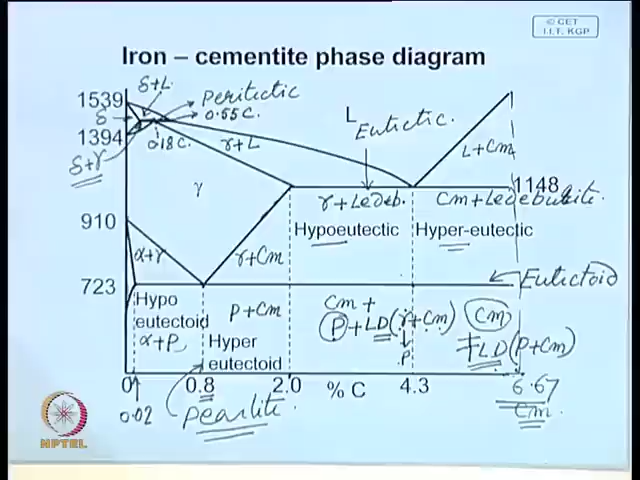 © CET
I.I.T. KGP
Iron – cementite phase diagram
1539
δ+L
δ
Peritectic
0.55 C.
1394
0.18 C.
δ+γ
γ+L
L
Eutectic.
L+Cm
γ
1148
γ+Ledeb.
Cm+Ledeburite.
910
Hypoeutectic
Hyper-eutectic
α+γ
γ+Cm
723
Eutectoid
Hypo
eutectoid
α+P
P+Cm
Hyper
eutectoid
Cm +
P+LD(γ+Cm)
P
Cm
+LD(P+Cm)
0
0.8
2.0
% C
4.3
6.67
Cm.
0.02
pearlite.
NPTEL